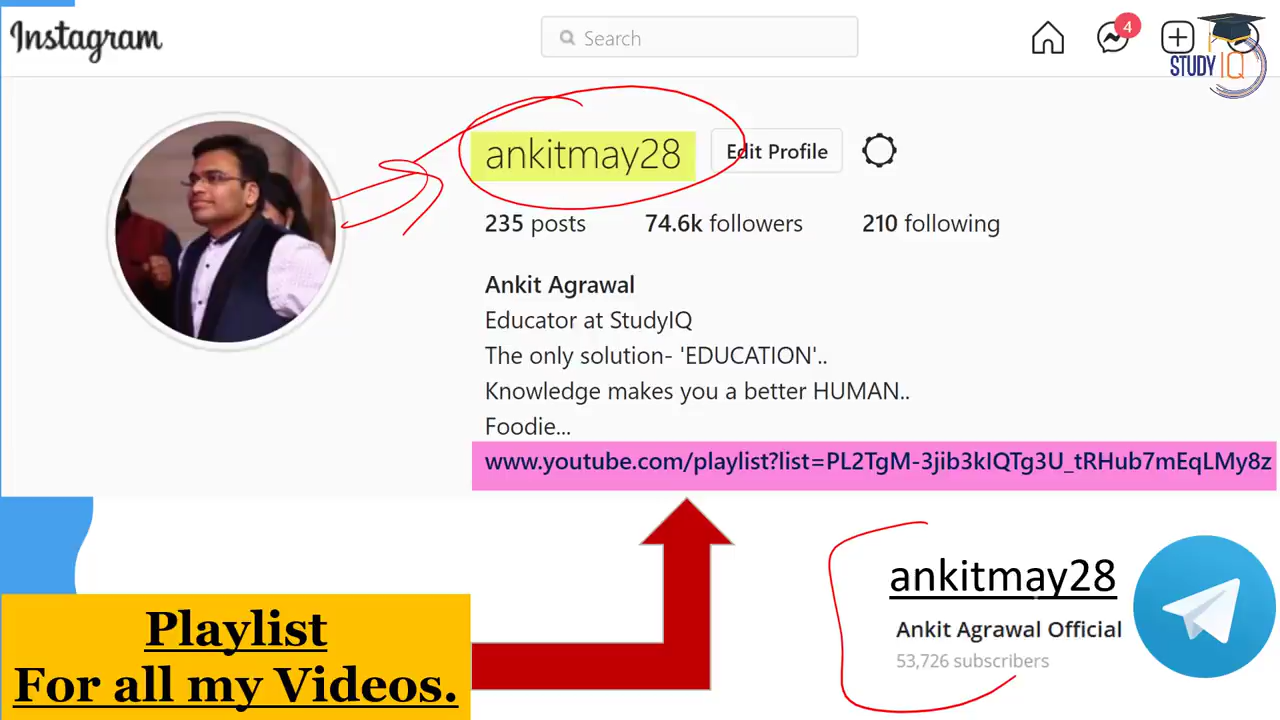 Instagram
Search
4
STUDY IQ
ankitmay28
Edit Profile
235 posts 74.6k followers 210 following
Ankit Agrawal
Educator at StudyIQ
The only solution- 'EDUCATION'..
Knowledge makes you a better HUMAN..
Foodie...
www.youtube.com/playlist?list=PL2TgM-3jib3kIQTg3U_tRHub7mEqLMy8z
ankitmay28
Ankit Agrawal Official
53,726 subscribers
Playlist
For all my Videos.